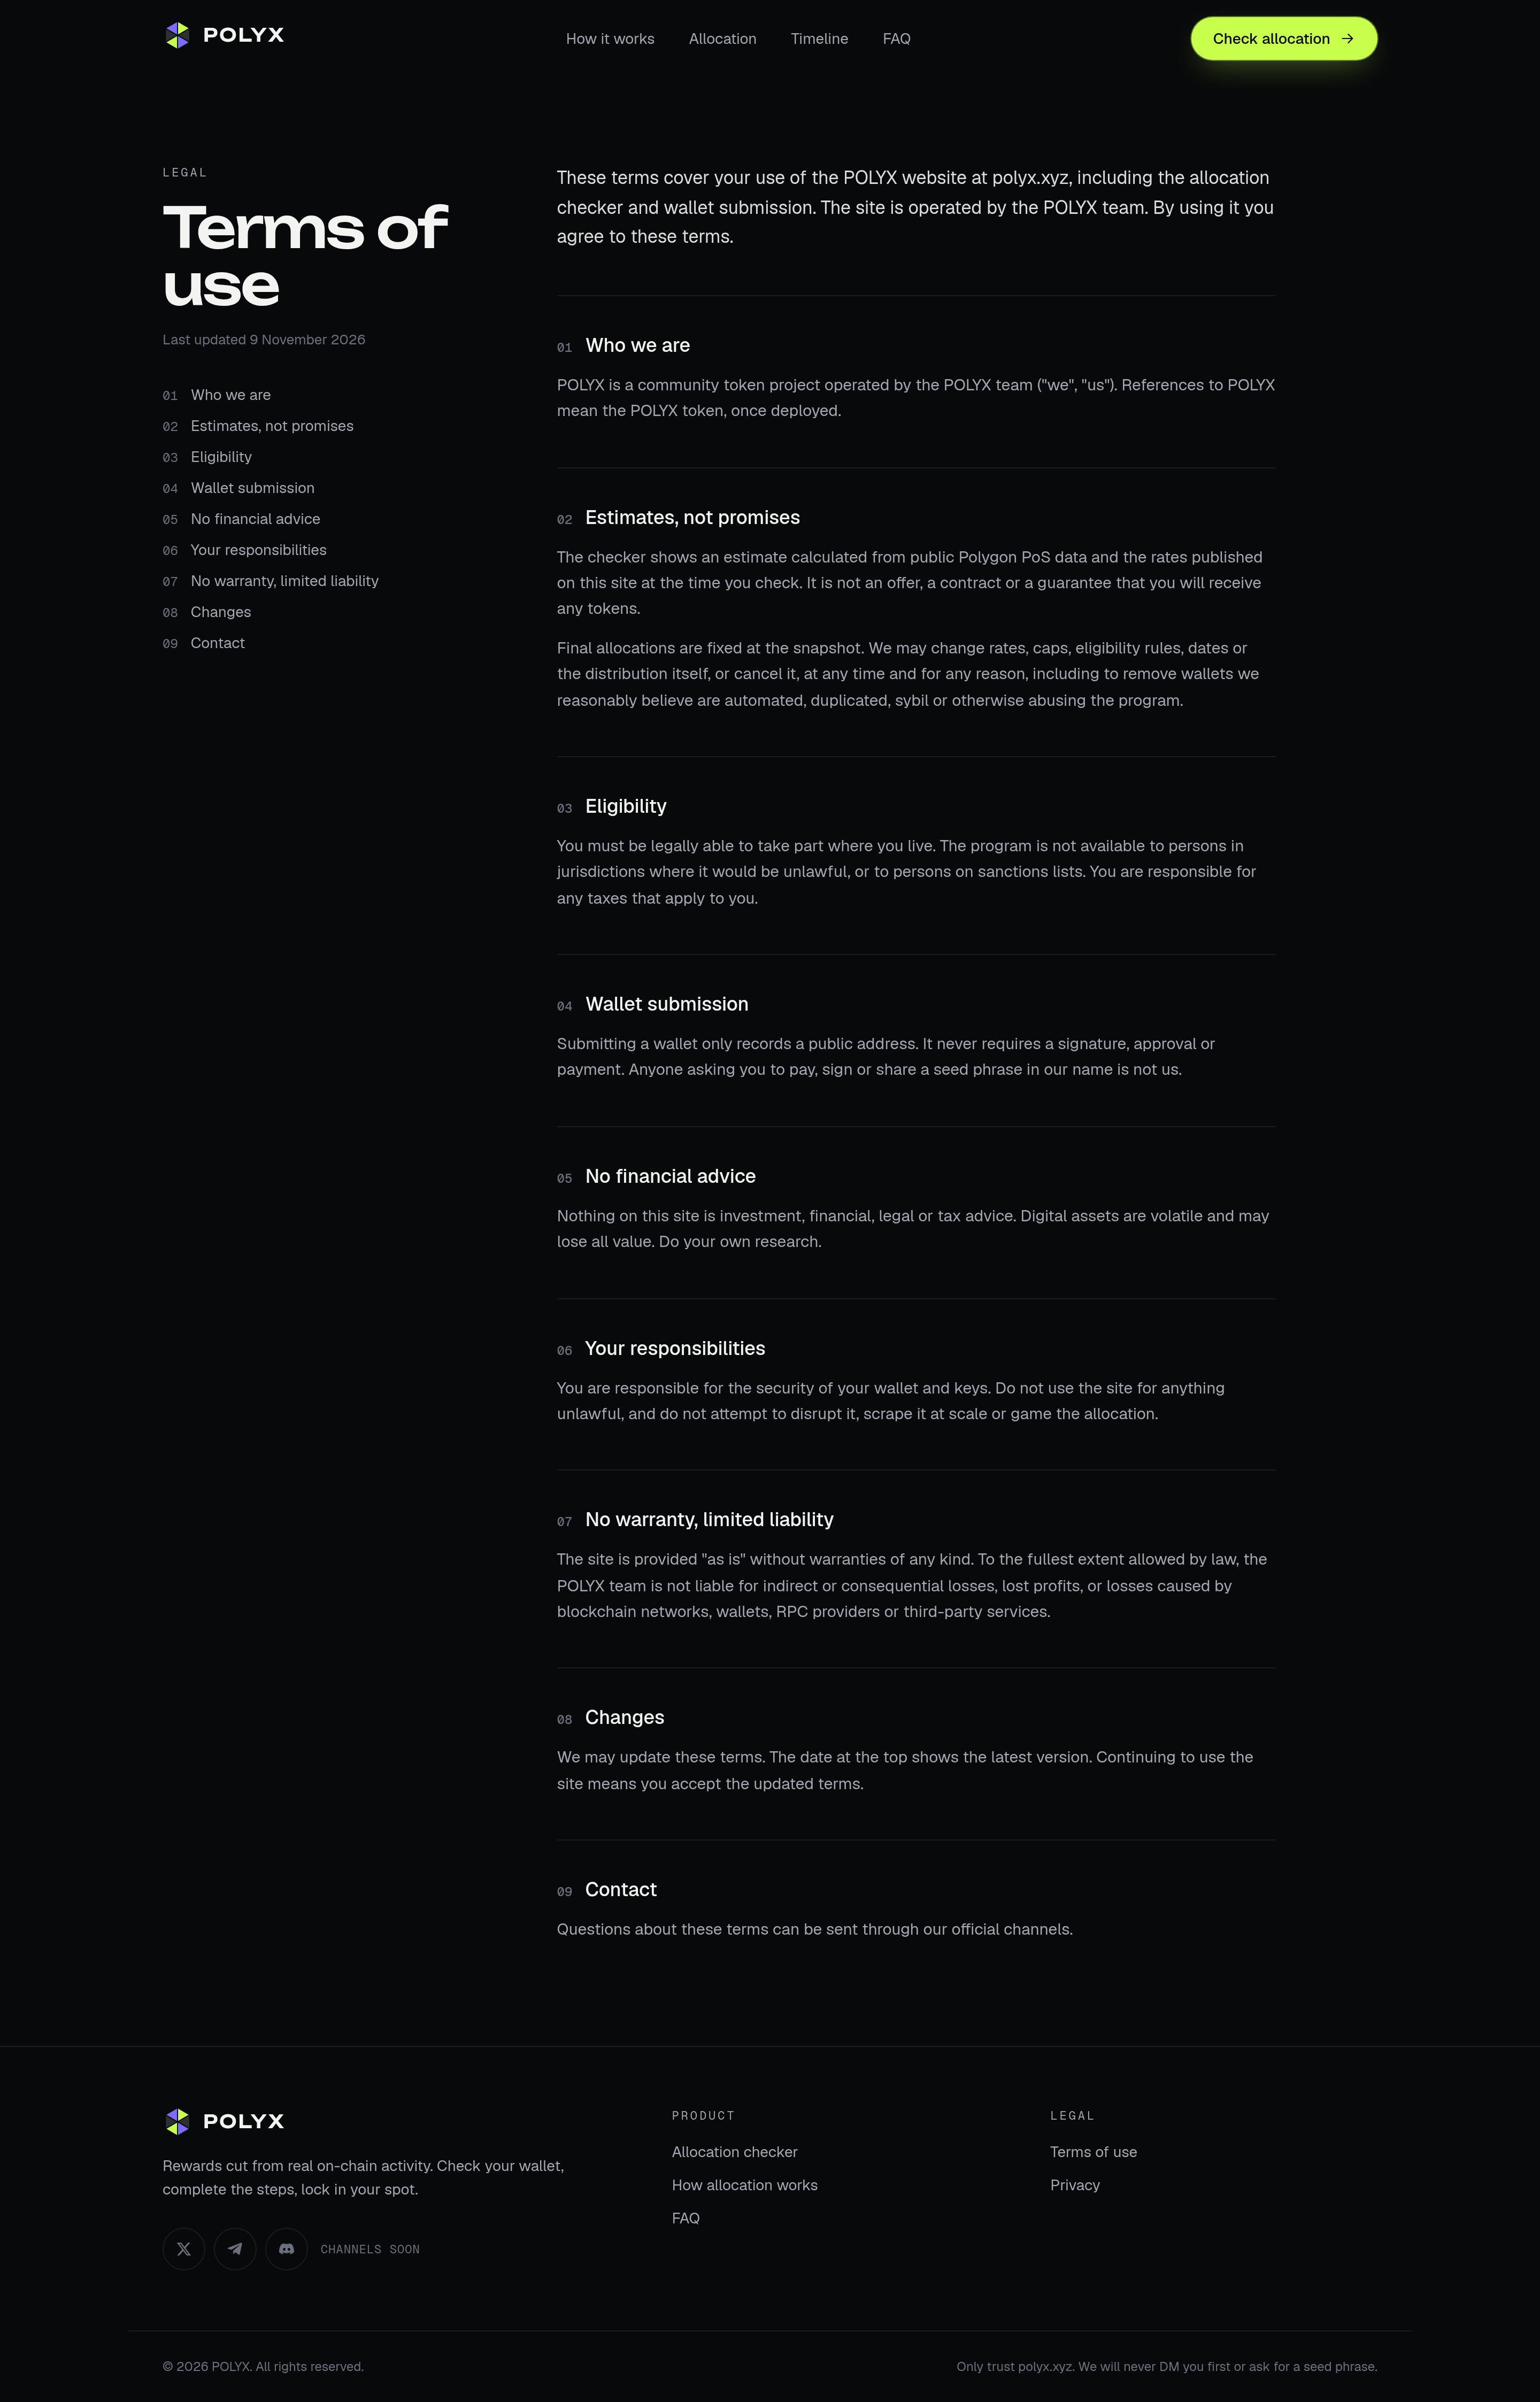 POLYX
How it works
Allocation
Timeline
FAQ
Check allocation →
LEGAL
Terms of
use
Last updated 9 November 2026
01 Who we are
02 Estimates, not promises
03 Eligibility
04 Wallet submission
05 No financial advice
06 Your responsibilities
07 No warranty, limited liability
08 Changes
09 Contact
These terms cover your use of the POLYX website at polyx.xyz, including the allocation
checker and wallet submission. The site is operated by the POLYX team. By using it you
agree to these terms.
01 Who we are
POLYX is a community token project operated by the POLYX team ("we", "us"). References to POLYX
mean the POLYX token, once deployed.
02 Estimates, not promises
The checker shows an estimate calculated from public Polygon PoS data and the rates published
on this site at the time you check. It is not an offer, a contract or a guarantee that you will receive
any tokens.
Final allocations are fixed at the snapshot. We may change rates, caps, eligibility rules, dates or
the distribution itself, or cancel it, at any time and for any reason, including to remove wallets we
reasonably believe are automated, duplicated, sybil or otherwise abusing the program.
03 Eligibility
You must be legally able to take part where you live. The program is not available to persons in
jurisdictions where it would be unlawful, or to persons on sanctions lists. You are responsible for
any taxes that apply to you.
04 Wallet submission
Submitting a wallet only records a public address. It never requires a signature, approval or
payment. Anyone asking you to pay, sign or share a seed phrase in our name is not us.
05 No financial advice
Nothing on this site is investment, financial, legal or tax advice. Digital assets are volatile and may
lose all value. Do your own research.
06 Your responsibilities
You are responsible for the security of your wallet and keys. Do not use the site for anything
unlawful, and do not attempt to disrupt it, scrape it at scale or game the allocation.
07 No warranty, limited liability
The site is provided "as is" without warranties of any kind. To the fullest extent allowed by law, the
POLYX team is not liable for indirect or consequential losses, lost profits, or losses caused by
blockchain networks, wallets, RPC providers or third-party services.
08 Changes
We may update these terms. The date at the top shows the latest version. Continuing to use the
site means you accept the updated terms.
09 Contact
Questions about these terms can be sent through our official channels.
POLYX
Rewards cut from real on-chain activity. Check your wallet,
complete the steps, lock in your spot.
CHANNELS SOON
PRODUCT
Allocation checker
How allocation works
FAQ
LEGAL
Terms of use
Privacy
© 2026 POLYX. All rights reserved.
Only trust polyx.xyz. We will never DM you first or ask for a seed phrase.